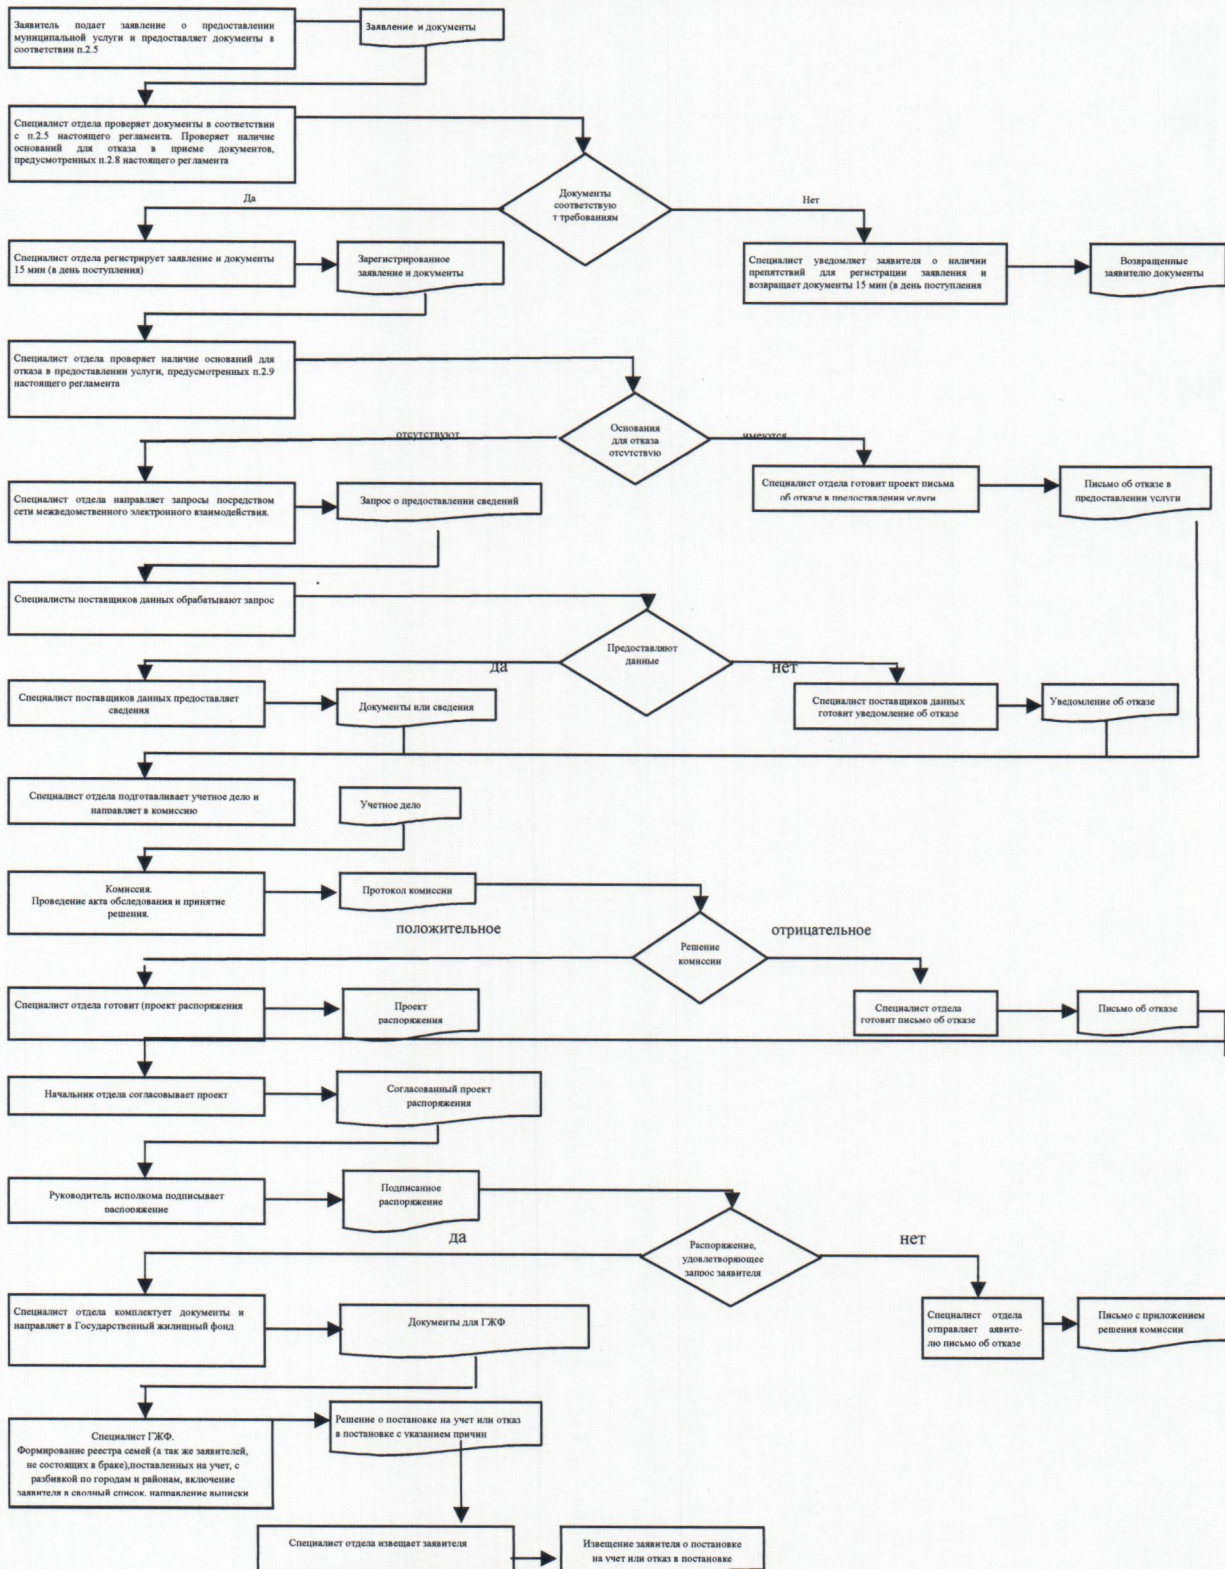 Заявитель подает заявление о предоставлении
муниципальной услуги и предоставляет документы в
соответствии п.2.5
Заявление и документы
Специалист отдела проверяет документы в соответствии
с п.2.5 настоящего регламента. Проверяет наличие
оснований для отказа в приеме документов,
предусмотренных п.2.8 настоящего регламента
Документы
соответствую
т требованиям
Да
Нет
Специалист отдела регистрирует заявление и документы
15 мин (в день поступления)
Зарегистрированное
заявление и документы
Специалист уведомляет заявителя о наличии
препятствий для регистрации заявления и
возвращает документы 15 мин (в день поступления
Возвращенные
заявителю документы
Специалист отдела проверяет наличие оснований для
отказа в предоставлении услуги, предусмотренных п.2.9
настоящего регламента
Основания
для отказа
отсутствую
отсутствуют
имеются
Специалист отдела направляет запросы посредством
сети межведомственного электронного взаимодействия.
Запрос о предоставлении сведений
Специалист отдела готовит проект письма
об отказе в предоставлении услуги
Письмо об отказе в
предоставлении услуги
Специалисты поставщиков данных обрабатывают запрос
Предоставляют
данные
да
нет
Специалист поставщиков данных предоставляет
сведения
Документы или сведения
Специалист поставщиков данных
готовит уведомление об отказе
Уведомление об отказе
Специалист отдела подготавливает учетное дело и
направляет в комиссию
Учетное дело
Комиссия.
Проведение акта обследования и принятие
решения.
Протокол комиссии
положительное
отрицательное
Решение
комиссии
Специалист отдела готовит (проект распоряжения
Проект
распоряжения
Специалист отдела
готовит письмо об отказе
Письмо об отказе
Начальник отдела согласовывает проект
Согласованный проект
распоряжения
Руководитель исполкома подписывает
распоряжение
Подписанное
распоряжение
да
нет
Распоряжение,
удовлетворяющее
запрос заявителя
Специалист отдела комплектует документы и
направляет в Государственный жилищный фонд
Документы для ГЖФ
Специалист отдела
отправляет аявите-
лю письмо об отказе
Письмо с приложением
решения комиссии
Специалист ГЖФ.
Формирование реестра семей (а так же заявителей,
не состоящих в браке),поставленных на учет, с
разбивкой по городам и районам, включение
заявителя в сводный список, направление выписки
Решение о постановке на учет или отказ
в постановке с указанием причин
Специалист отдела извещает заявителя
Извещение заявителя о постановке
на учет или отказ в постановке